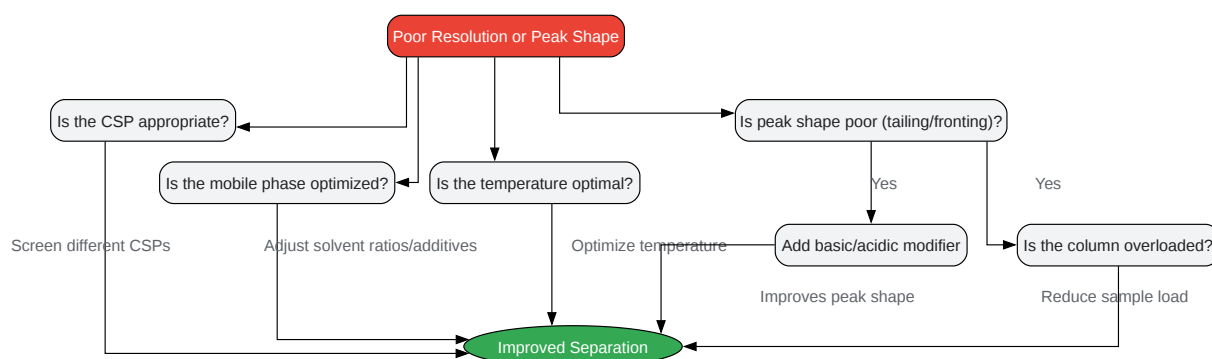 Poor Resolution or Peak Shape
Is the CSP appropriate?
Is peak shape poor (tailing/fronting)?
Is the mobile phase optimized?
Is the temperature optimal?
Yes
Yes
Screen different CSPs
Adjust solvent ratios/additives
Optimize temperature
Add basic/acidic modifier
Is the column overloaded?
Improves peak shape
Reduce sample load
Improved Separation